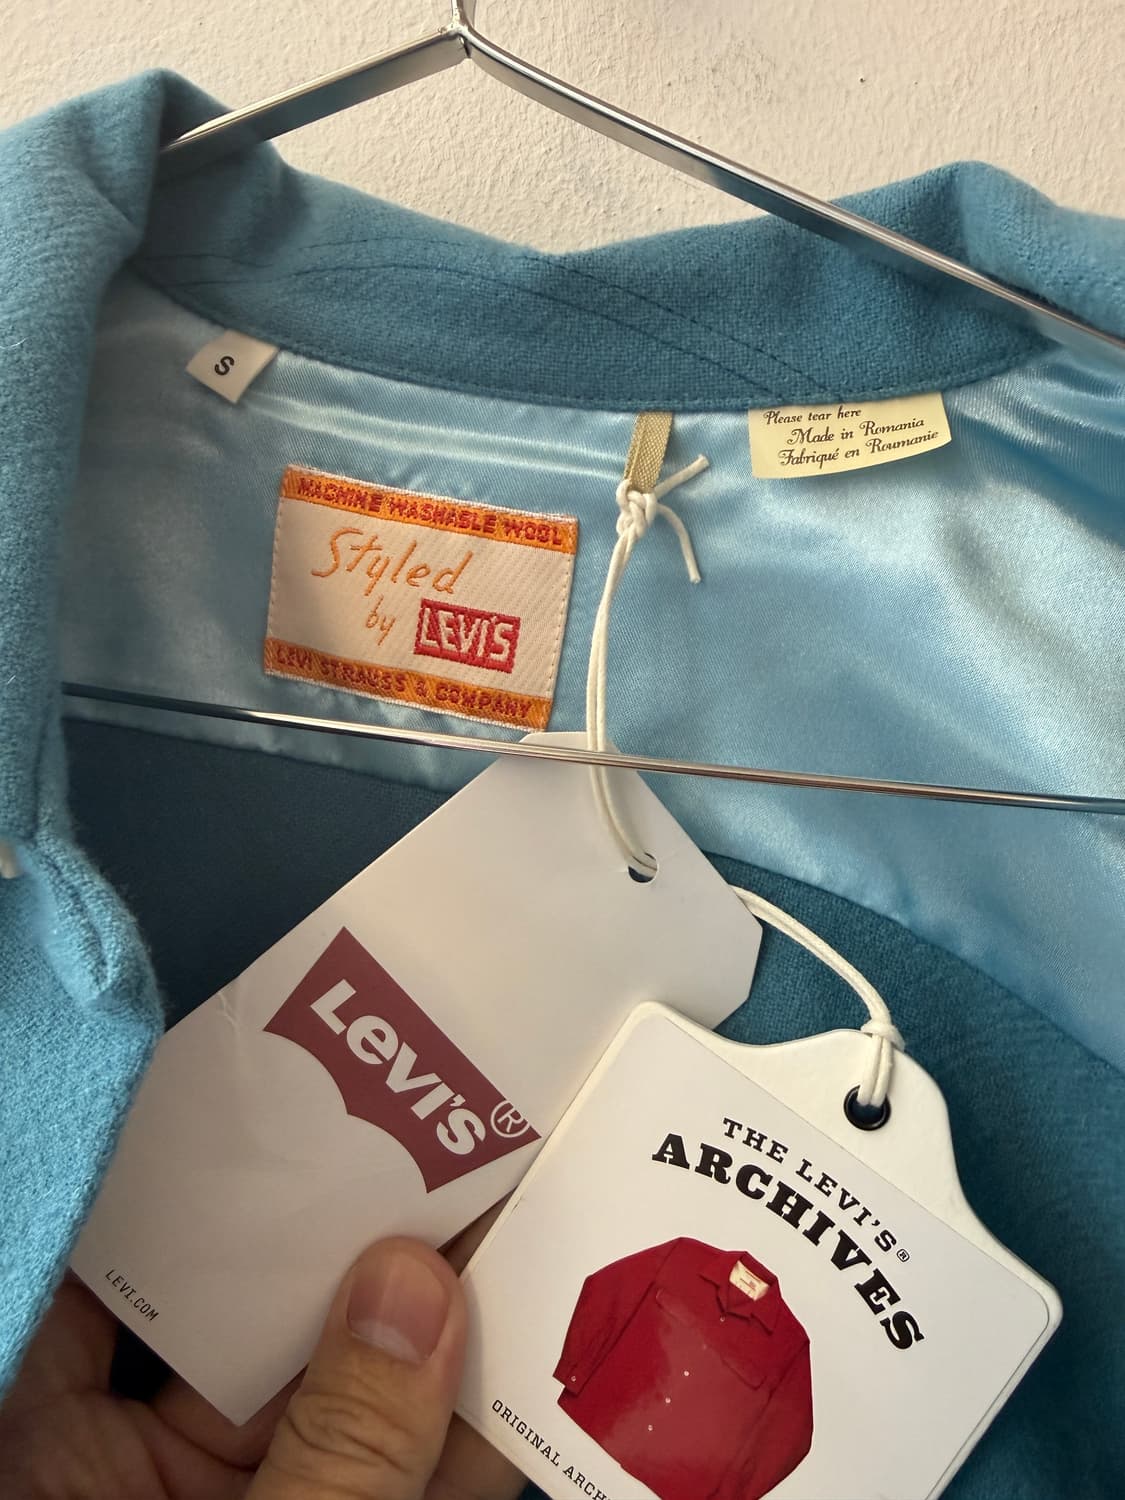 S
Please tear here
Made in Romania
Fabriqué en Roumanie
MACHINE WASHABLE WOOL
Styled
by LEVI'S
LEVI STRAUSS & COMPANY
LEVI'S®
LEVI.COM
THE LEVI'S®
ARCHIVES
ORIGINAL